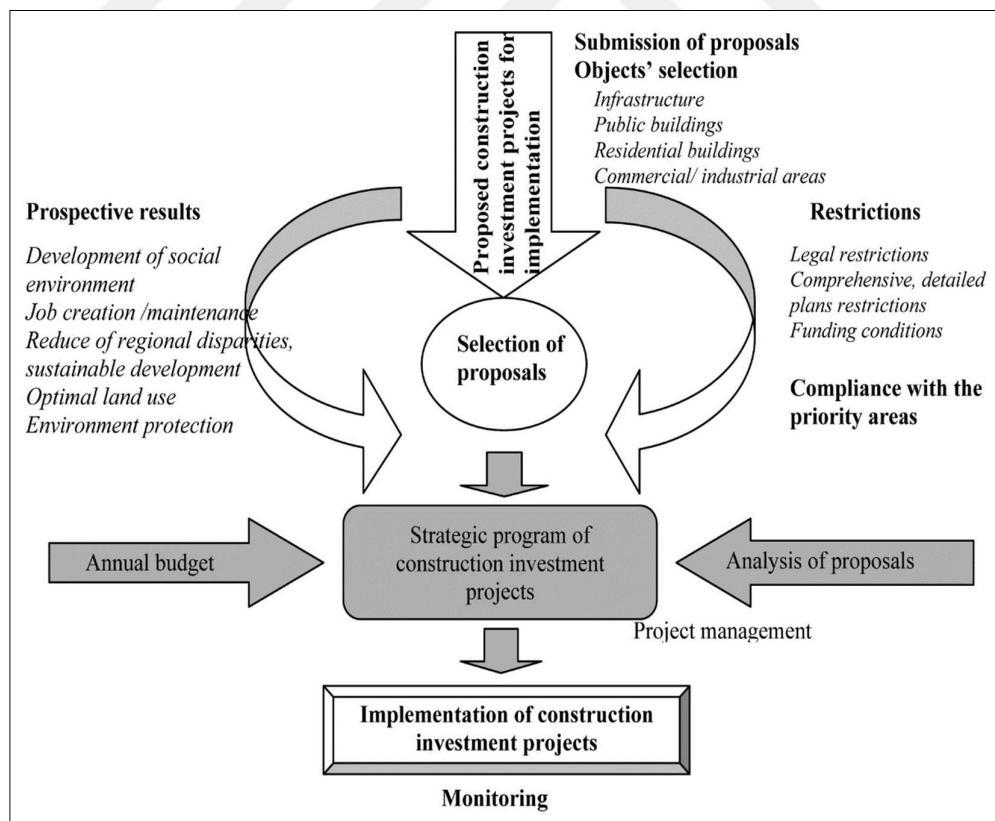 Submission of proposals
Objects’ selection
Infrastructure
Public buildings
Residential buildings
Commercial/ industrial areas
Proposed construction
investment projects for
implementation
Prospective results
Development of social
environment
Job creation /maintenance
Reduce of regional disparities,
sustainable development
Optimal land use
Environment protection
Restrictions
Legal restrictions
Comprehensive, detailed
plans restrictions
Funding conditions
Compliance with the
priority areas
Selection of
proposals
Annual budget
Strategic program of
construction investment
projects
Analysis of proposals
Project management
Implementation of construction
investment projects
Monitoring